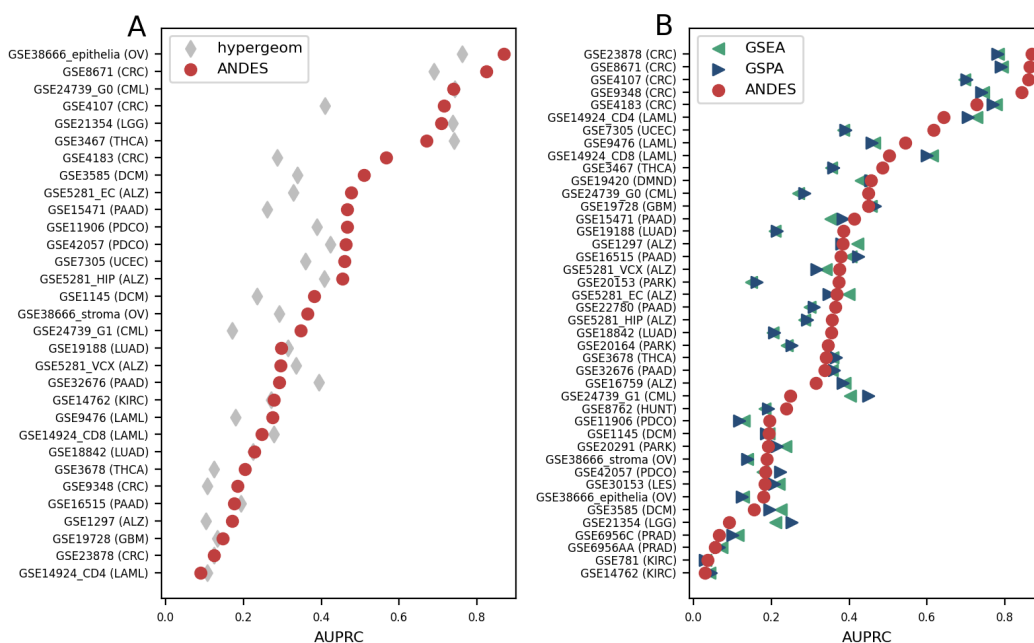 A
hypergeom
ANDES
GSE38666_epithelia (OV)
GSE8671 (CRC)
GSE24739_G0 (CML)
GSE4107 (CRC)
GSE21354 (LGG)
GSE3467 (THCA)
GSE4183 (CRC)
GSE3585 (DCM)
GSE5281_EC (ALZ)
GSE15471 (PAAD)
GSE11906 (PDCO)
GSE42057 (PDCO)
GSE7305 (UCEC)
GSE5281_HIP (ALZ)
GSE1145 (DCM)
GSE38666_stroma (OV)
GSE24739_G1 (CML)
GSE19188 (LUAD)
GSE5281_VCX (ALZ)
GSE32676 (PAAD)
GSE14762 (KIRC)
GSE9476 (LAML)
GSE14924_CD8 (LAML)
GSE18842 (LUAD)
GSE3678 (THCA)
GSE9348 (CRC)
GSE16515 (PAAD)
GSE1297 (ALZ)
GSE19728 (GBM)
GSE23878 (CRC)
GSE14924_CD4 (LAML)
0.0 0.2 0.4 0.6 0.8
AUPRC
B
GSEA
GSPA
ANDES
GSE23878 (CRC)
GSE8671 (CRC)
GSE4107 (CRC)
GSE9348 (CRC)
GSE4183 (CRC)
GSE14924_CD4 (LAML)
GSE7305 (UCEC)
GSE9476 (LAML)
GSE14924_CD8 (LAML)
GSE3467 (THCA)
GSE19420 (DMND)
GSE24739_G0 (CML)
GSE19728 (GBM)
GSE15471 (PAAD)
GSE19188 (LUAD)
GSE1297 (ALZ)
GSE16515 (PAAD)
GSE5281_VCX (ALZ)
GSE20153 (PARK)
GSE5281_EC (ALZ)
GSE22780 (PAAD)
GSE5281_HIP (ALZ)
GSE18842 (LUAD)
GSE20164 (PARK)
GSE3678 (THCA)
GSE32676 (PAAD)
GSE16759 (ALZ)
GSE24739_G1 (CML)
GSE8762 (HUNT)
GSE11906 (PDCO)
GSE1145 (DCM)
GSE20291 (PARK)
GSE38666_stroma (OV)
GSE42057 (PDCO)
GSE30153 (LES)
GSE38666_epithelia (OV)
GSE3585 (DCM)
GSE21354 (LGG)
GSE6956C (PRAD)
GSE6956AA (PRAD)
GSE781 (KIRC)
GSE14762 (KIRC)
0.0 0.2 0.4 0.6 0.8
AUPRC